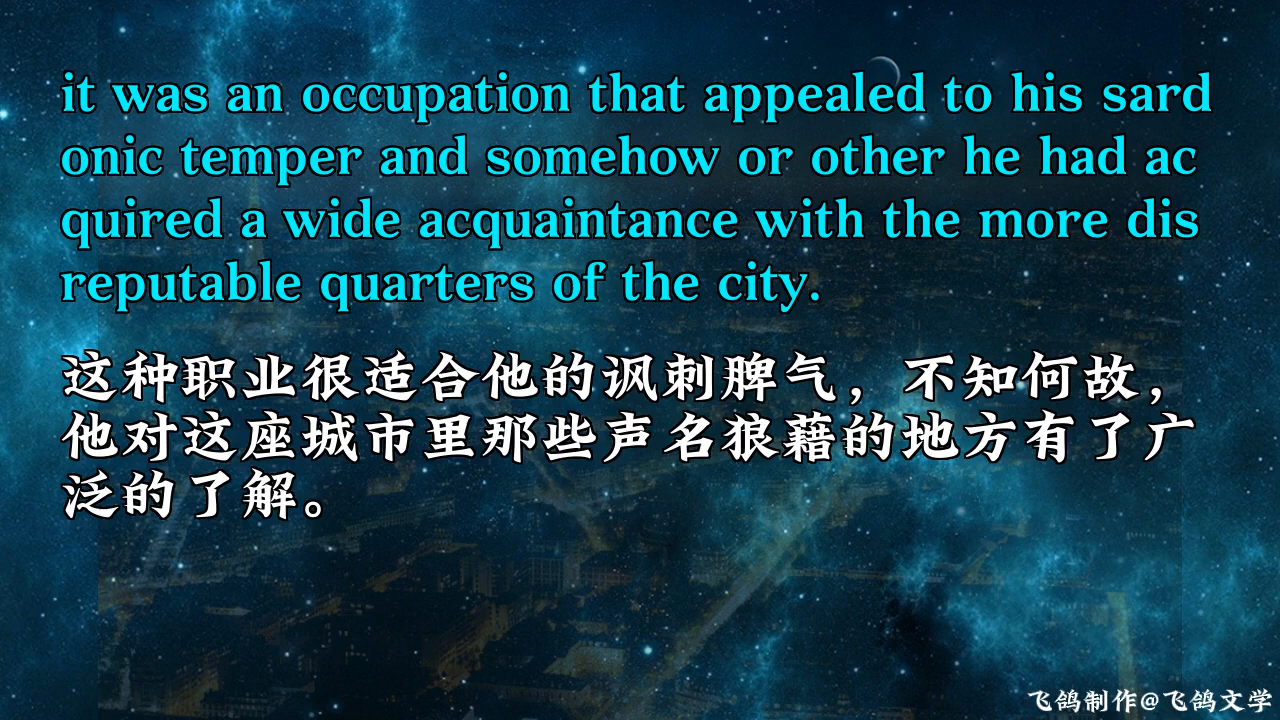 it was an occupation that appealed to his sard
onic temper and somehow or other he had ac
quired a wide acquaintance with the more dis
reputable quarters of the city.
这种职业很适合他的讽刺脾气，不知何故，
他对这座城市里那些声名狼藉的地方有了广
泛的了解。
飞鸽制作@飞鸽文学